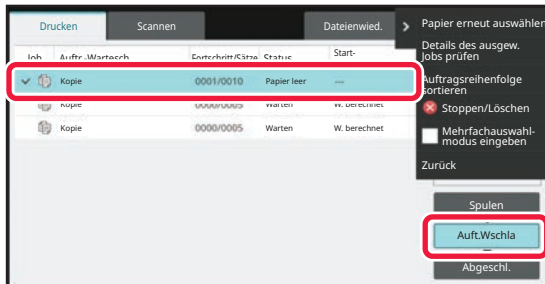 Drucken Scannen Dateienwied. Papier erneut auswählen
Details des ausgew.
Jobs prüfen
Job Auftr.-Wartesch. Fortschritt/Sätze Status Start-
Kopie 0001/0010 Papier leer ---
Auftragsreihenfolge
sortieren
Kopie 0000/0005 Warten W. berechnet
Stoppen/Löschen
Kopie 0000/0005 Warten W. berechnet
Mehrfachauswahl-
modus eingeben
Zurück
Spulen
Auft.Wschla
Abgeschl.